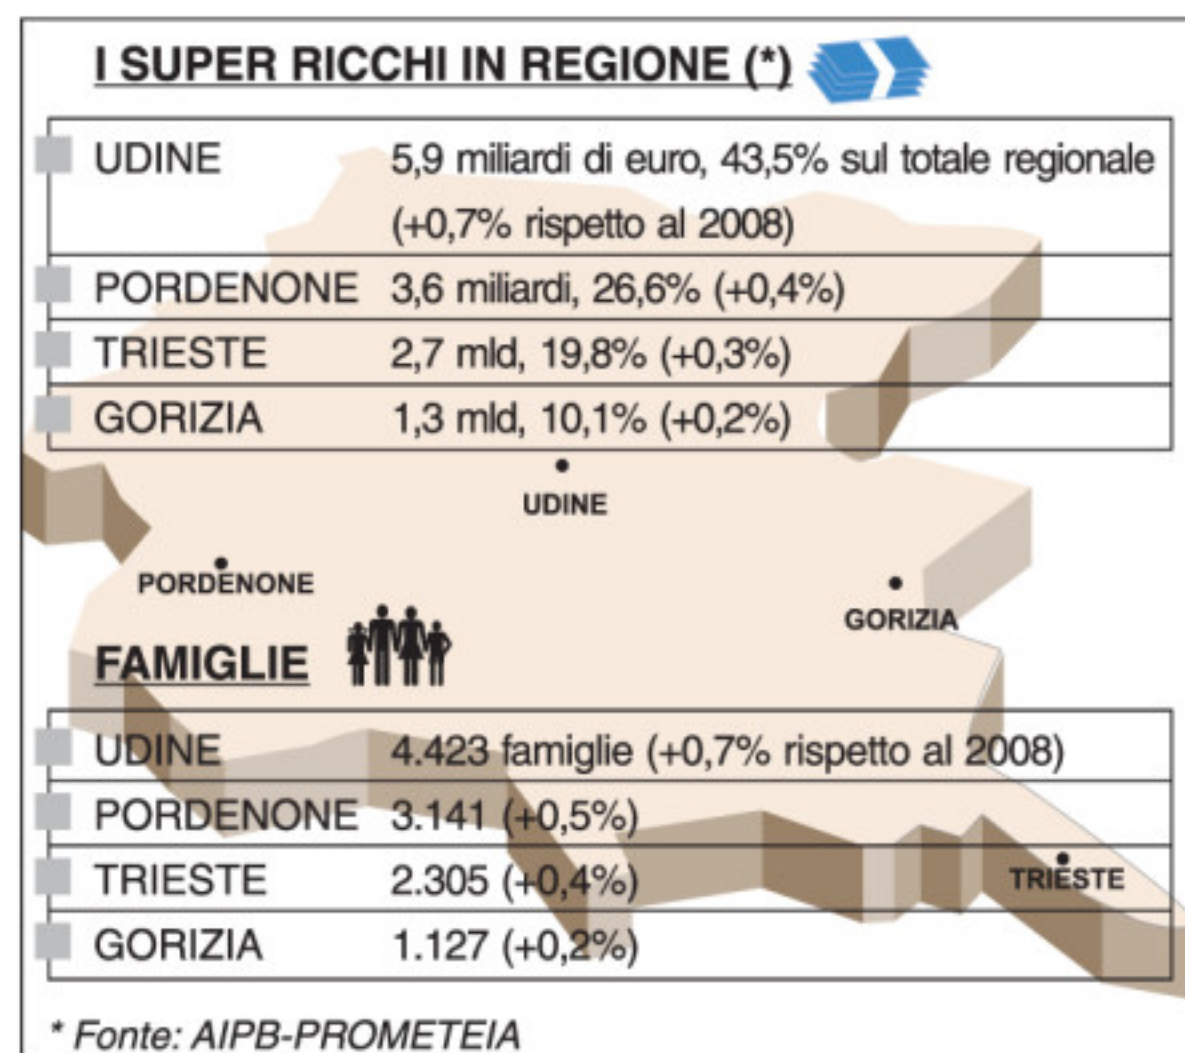 I SUPER RICCHI IN REGIONE (*)
UDINE 5,9 miliardi di euro, 43,5% sul totale regionale
(+0,7% rispetto al 2008)
PORDENONE 3,6 miliardi, 26,6% (+0,4%)
TRIESTE 2,7 mld, 19,8% (+0,3%)
GORIZIA 1,3 mld, 10,1% (+0,2%)
UDINE
PORDENONE
GORIZIA
FAMIGLIE
UDINE 4.423 famiglie (+0,7% rispetto al 2008)
PORDENONE 3.141 (+0,5%)
TRIESTE 2.305 (+0,4%)
TRIESTE
GORIZIA 1.127 (+0,2%)
* Fonte: AIPB-PROMETEIA